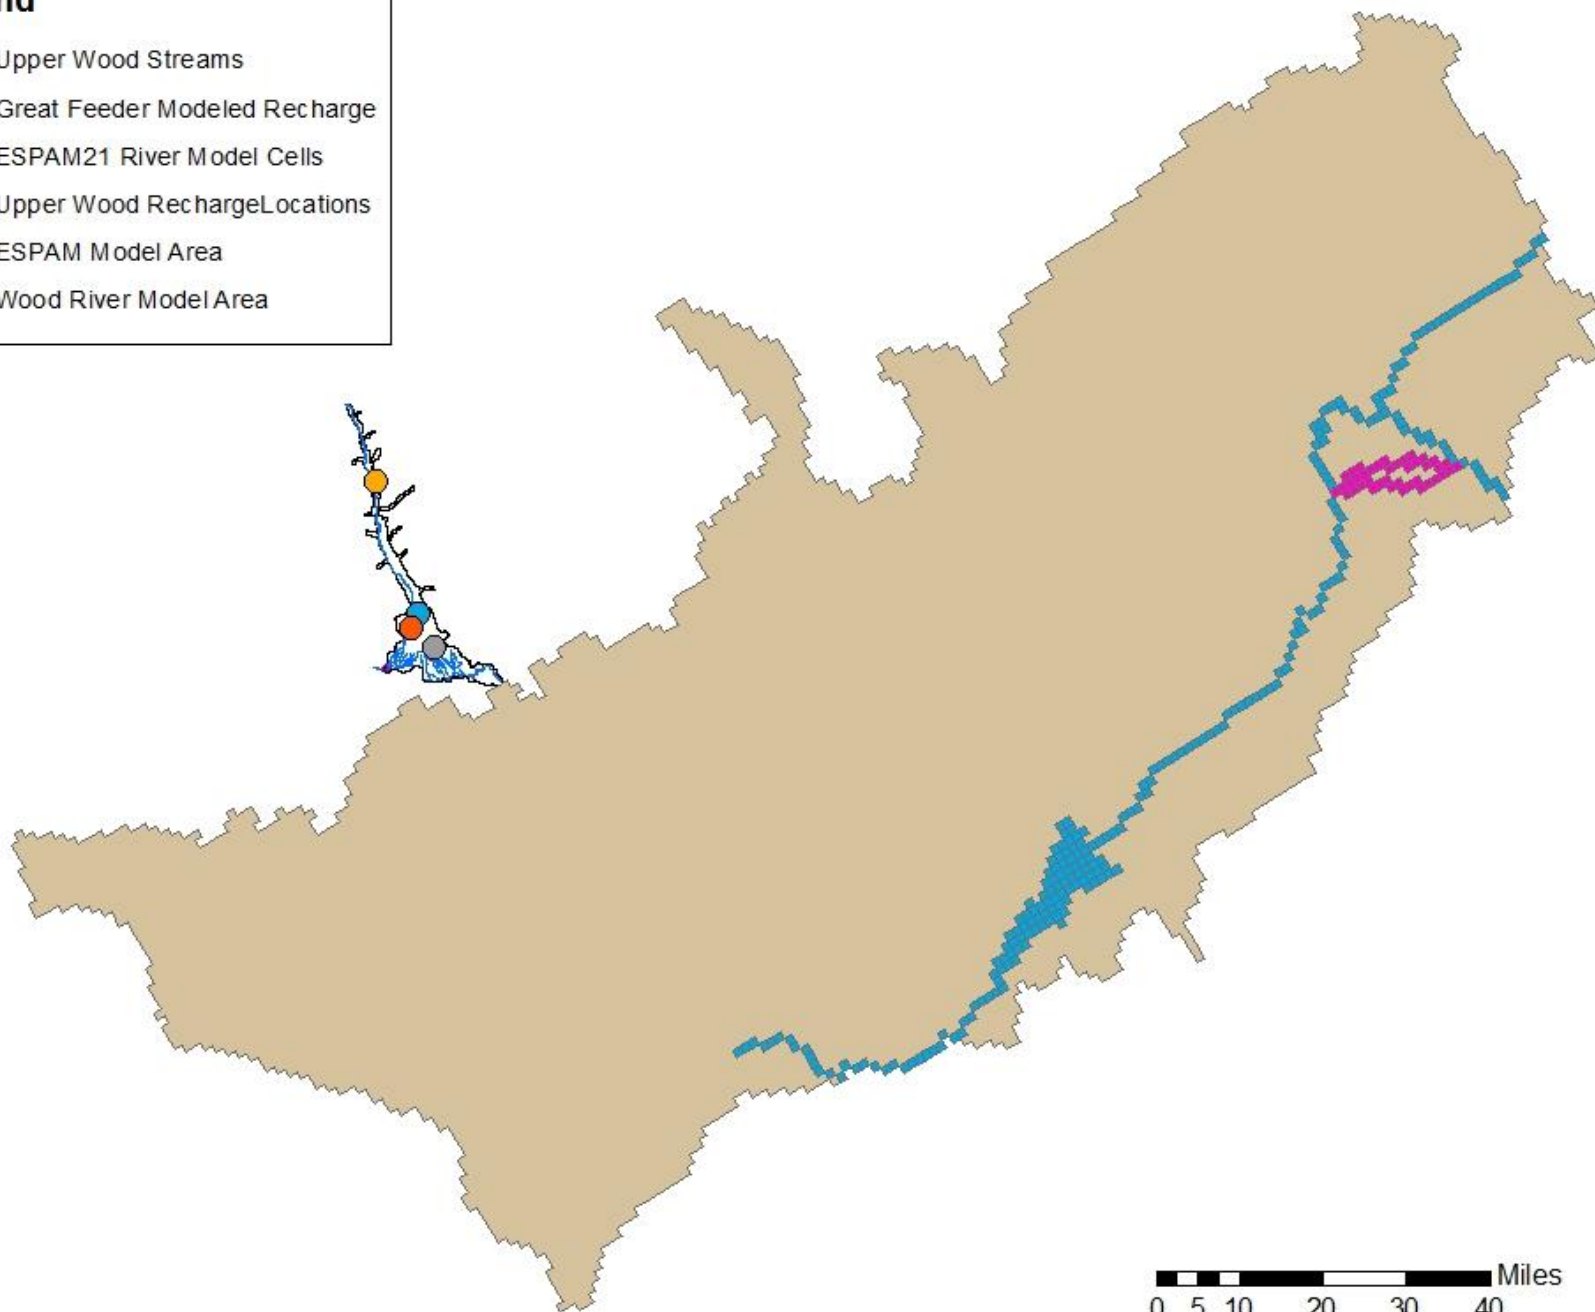 nd
Upper Wood Streams
Great Feeder Modeled Recharge
ESPAM21 River Model Cells
Upper Wood RechargeLocations
ESPAM Model Area
Wood River Model Area
Miles
0 5 10 20 30 40